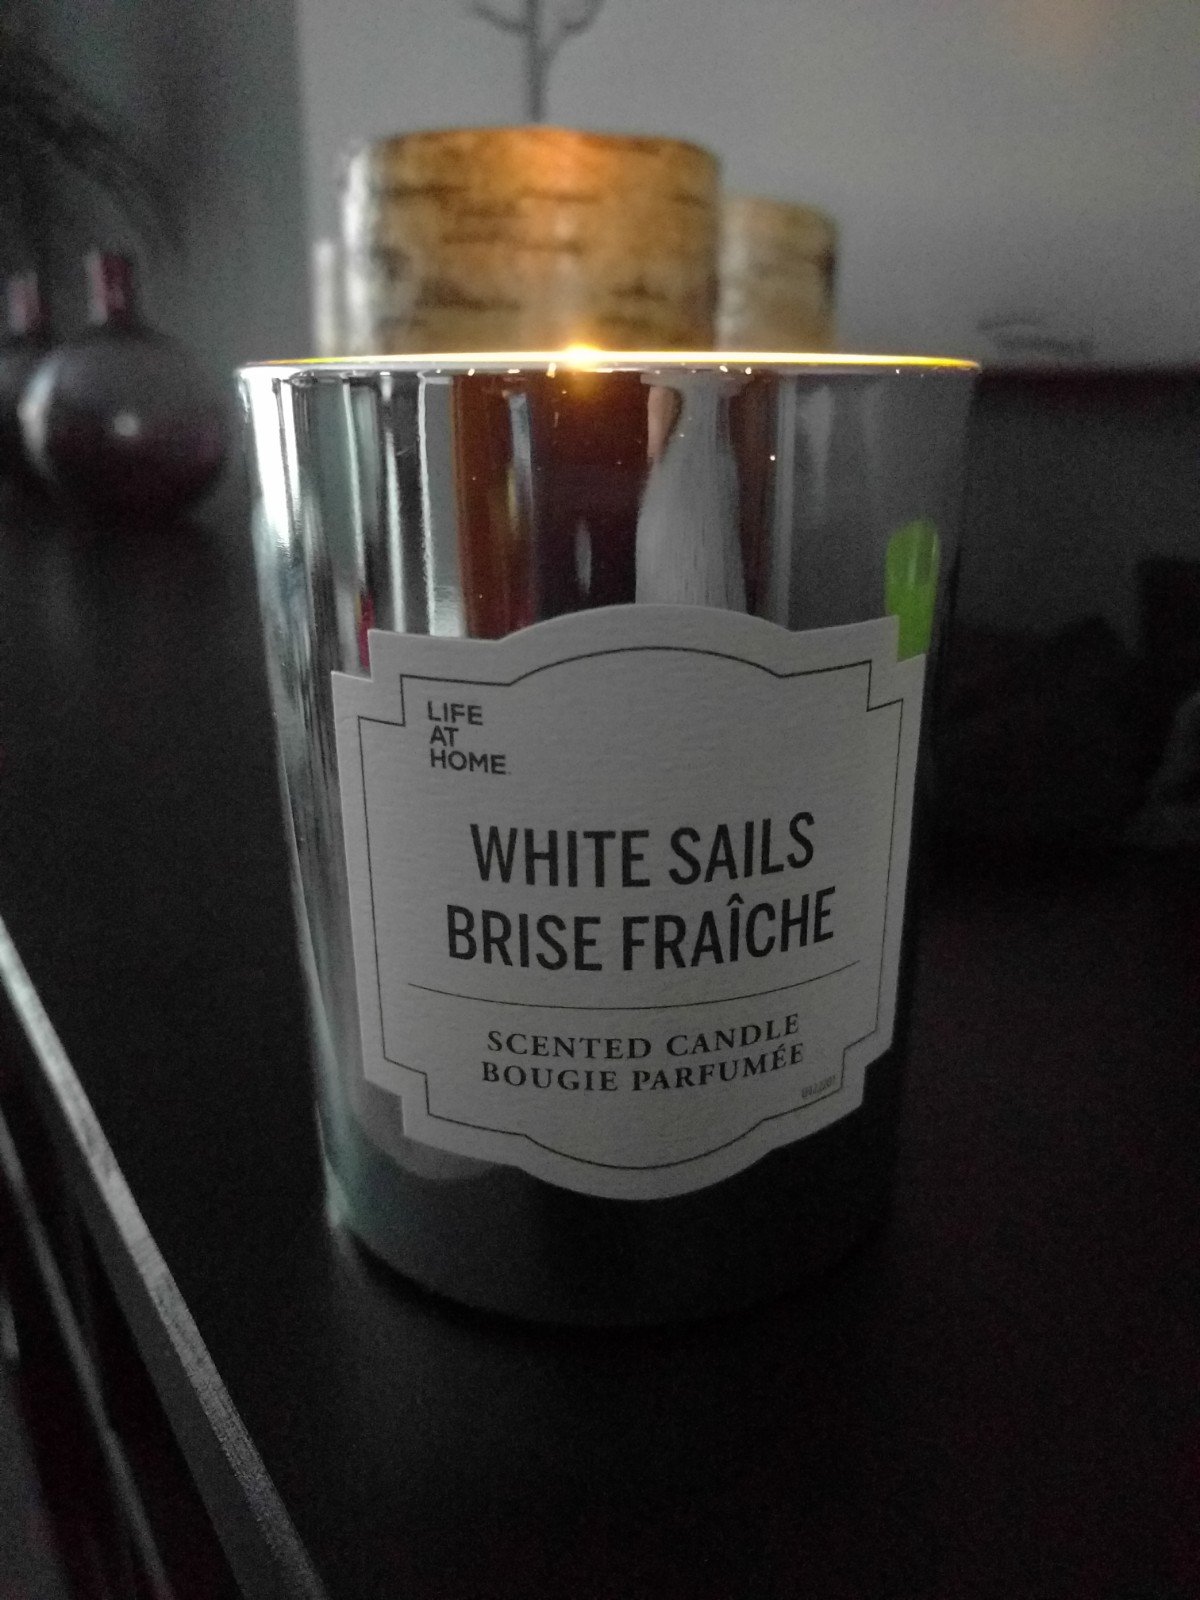 LIFE
AT
HOME
WHITE SAILS
BRISE FRAÎCHE
SCENTED CANDLE
BOUGIE PARFUMÉE